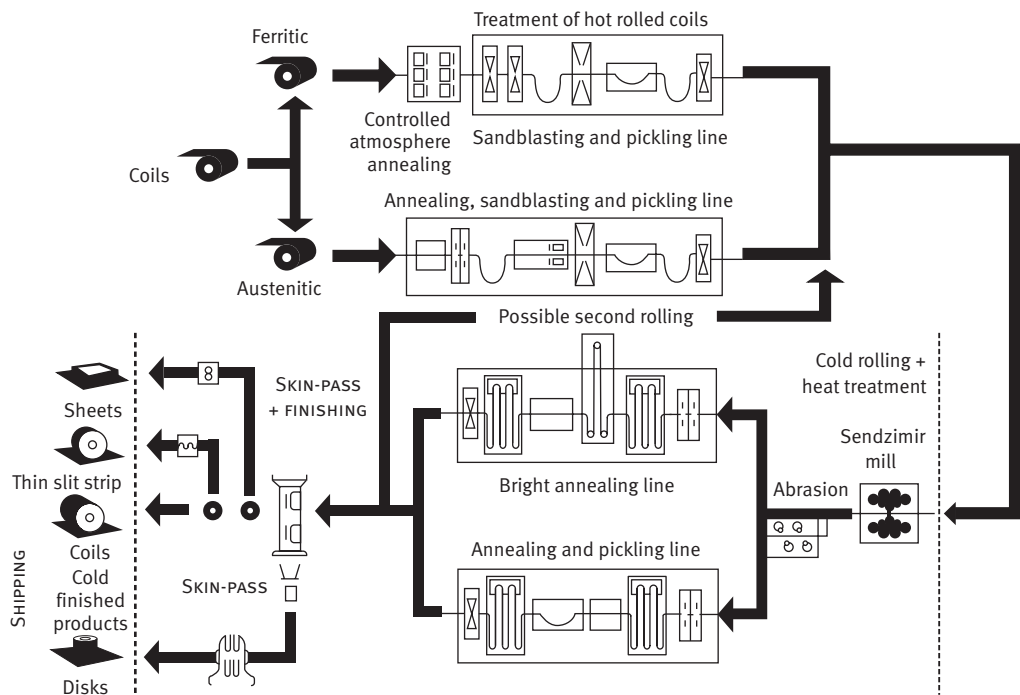 Treatment of hot rolled coils
Ferritic
Controlled
atmosphere
annealing
Sandblasting and pickling line
Coils
Annealing, sandblasting and pickling line
Austenitic
Possible second rolling
Cold rolling +
heat treatment
SKIN-PASS
+ FINISHING
Sheets
Sendzimir
mill
Thin slit strip
Bright annealing line
Abrasion
Coils
Cold
finished
products
Annealing and pickling line
SKIN-PASS
SHIPPING
Disks